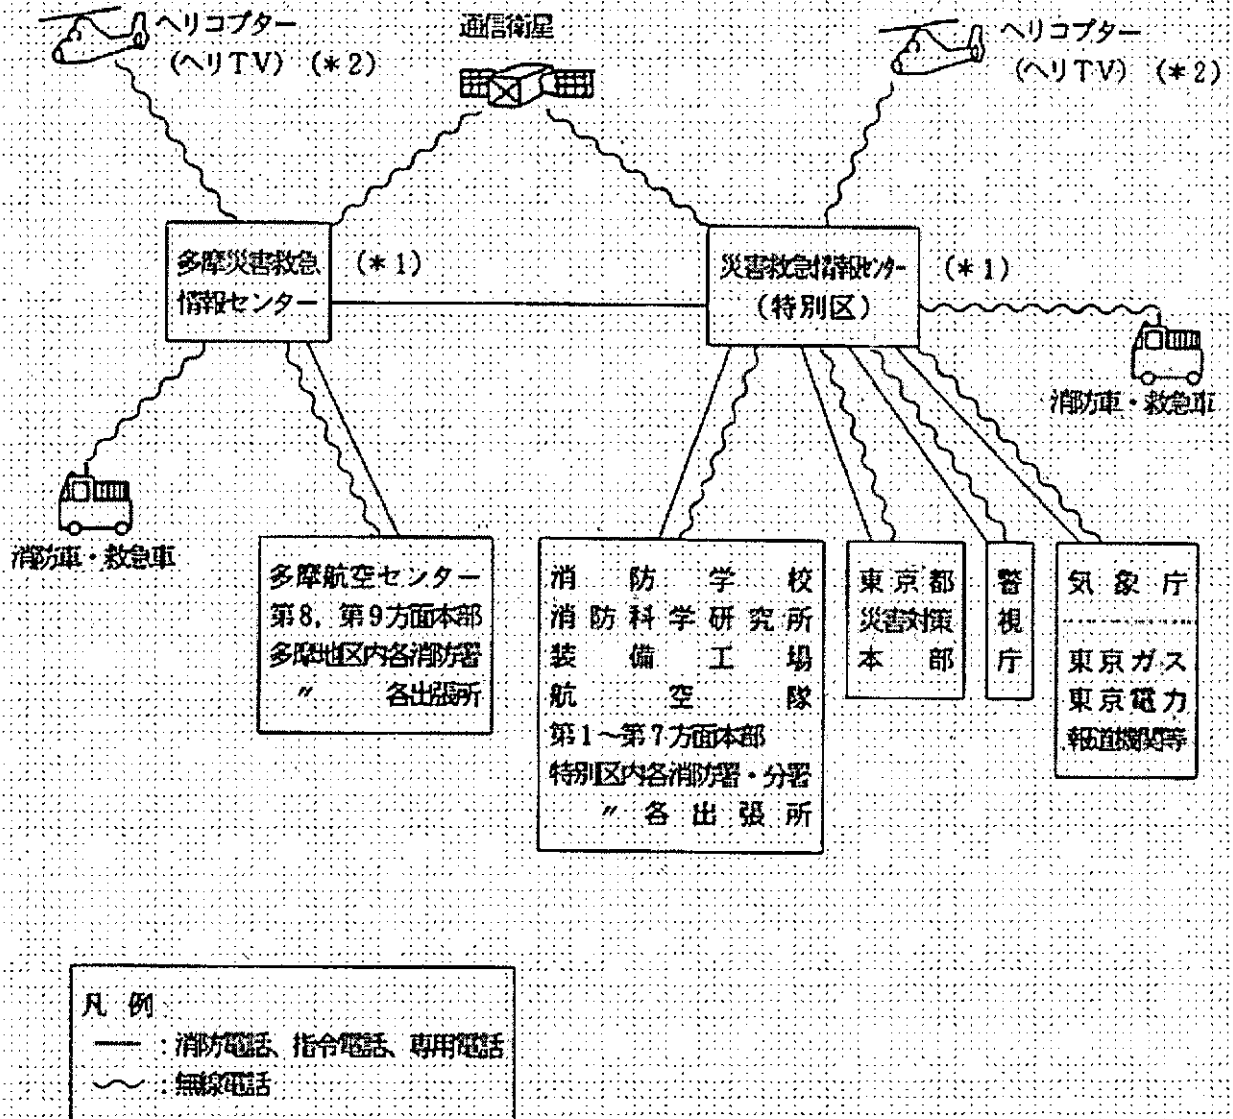 ヘリコプター
(ヘリTV) (*2)
通信衛星
ヘリコプター
(ヘリTV) (*2)
多摩災害救急
情報センター
(*1)
災害救急情報センター
(特別区)
(*1)
消防車・救急車
消防車・救急車
多摩航空センター
第8,第9方面本部
多摩地区内各消防署
〃 各出張所
消防学校
消防科学研究所
装備工場
航空隊
第1~第7方面本部
特別区内各消防署・分署
〃各出張所
東京都
災害対策
本部
警視庁
気象庁
東京ガス
東京電力
報道機関等
凡例
:消防電話、指令電話、専用電話
:無線電話